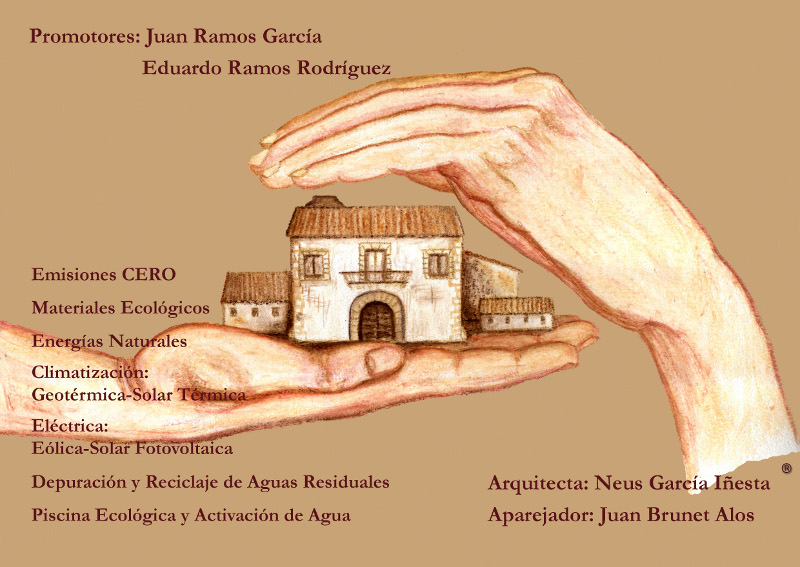 Promotores: Juan Ramos García
Eduardo Ramos Rodríguez
Emisiones CERO
Materiales Ecológicos
Energías Naturales
Climatización:
Geotérmica-Solar Térmica
Eléctrica:
Eólica-Solar Fotovoltaica
Depuración y Reciclaje de Aguas Residuales
Piscina Ecológica y Activación de Agua
®
Arquitecta: Neus García Iñesta
Aparejador: Juan Brunet Alos